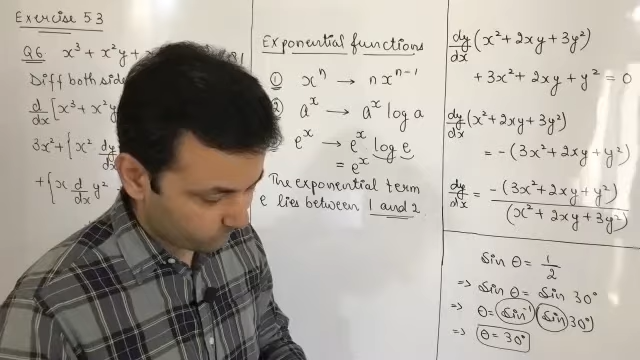 Exercise 5.3
Q6. x³ + x²y + x
Diff both side
d/dx [x³ + x²y
3x² + {x² dy/dx
+ {x d/dx y²
Exponential functions
① xⁿ → n xⁿ⁻¹
② aˣ → aˣ log a
eˣ → eˣ log e
= eˣ
The exponential term
e lies between 1 and 2
dy/dx (x² + 2xy + 3y²)
+ 3x² + 2xy + y² = 0
dy/dx (x² + 2xy + 3y²)
= - (3x² + 2xy + y²)
dy/dx = -(3x² + 2xy + y²) / (x² + 2xy + 3y²)
sin θ = 1/2
=> sin θ = sin 30°
=> θ = sin⁻¹ (sin 30°)
=> θ = 30°